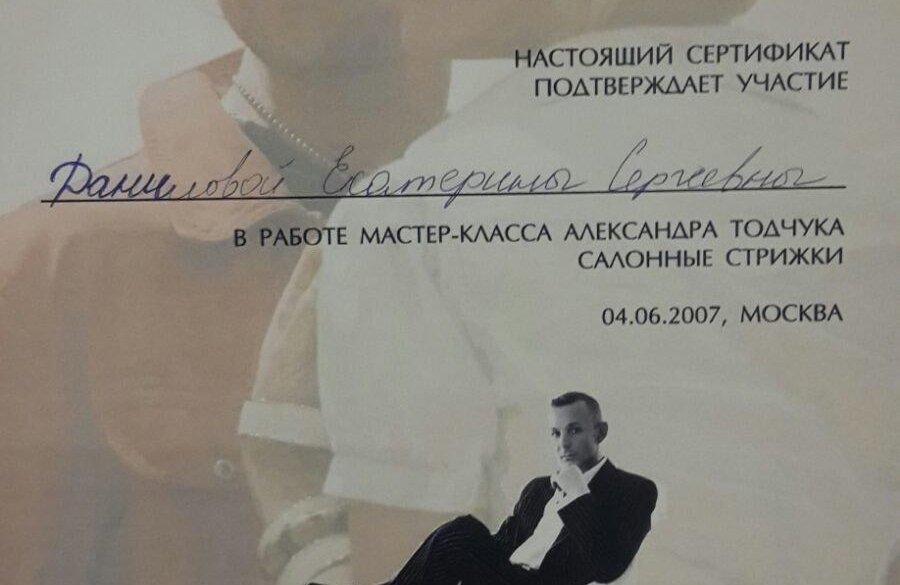 НАСТОЯЩИЙ СЕРТИФИКАТ
ПОДТВЕРЖДАЕТ УЧАСТИЕ
Даниловой Екатерины Сергеевны
В РАБОТЕ МАСТЕР-КЛАССА АЛЕКСАНДРА ТОДЧУКА
САЛОННЫЕ СТРИЖКИ
04.06.2007, МОСКВА